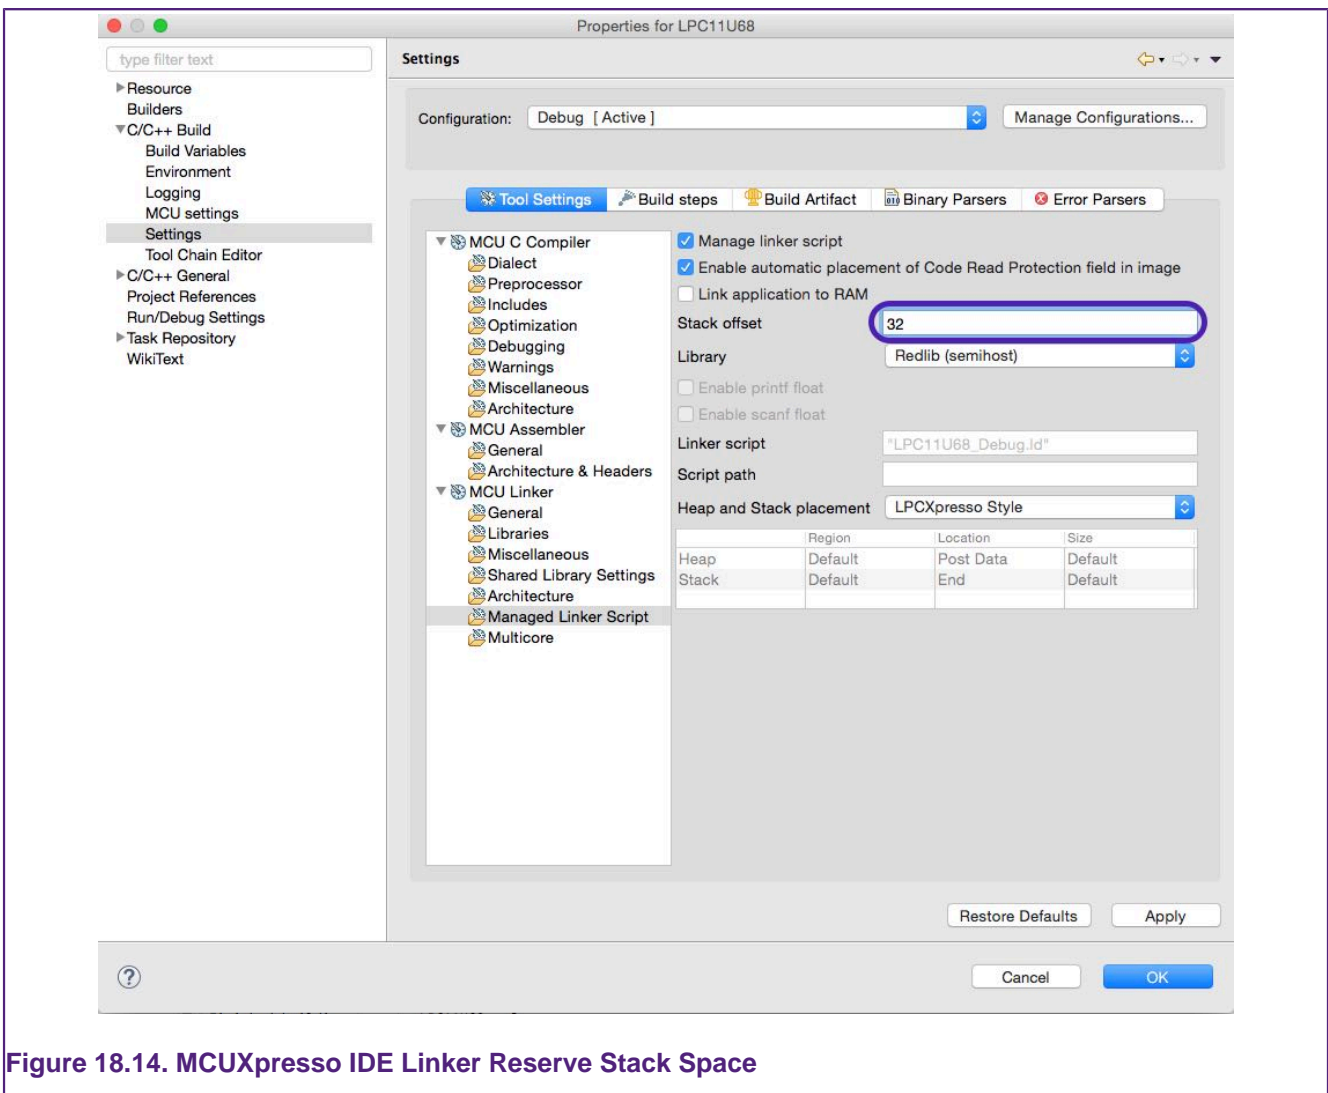 Properties for LPC11U68
type filter text
Resource
Builders
C/C++ Build
Build Variables
Environment
Logging
MCU settings
Settings
Tool Chain Editor
C/C++ General
Project References
Run/Debug Settings
Task Repository
WikiText
Settings
Configuration: Debug [ Active ] Manage Configurations...
Tool Settings Build steps Build Artifact Binary Parsers Error Parsers
MCU C Compiler
Dialect
Preprocessor
Includes
Optimization
Debugging
Warnings
Miscellaneous
Architecture
MCU Assembler
General
Architecture & Headers
MCU Linker
General
Libraries
Miscellaneous
Shared Library Settings
Architecture
Managed Linker Script
Multicore
Manage linker script
Enable automatic placement of Code Read Protection field in image
Link application to RAM
Stack offset 32
Library Redlib (semihost)
Enable printf float
Enable scanf float
Linker script "LPC11U68_Debug.ld"
Script path
Heap and Stack placement LPCXpresso Style
Region Location Size
Heap Default Post Data Default
Stack Default End Default
Restore Defaults Apply
? Cancel OK
Figure 18.14. MCUXpresso IDE Linker Reserve Stack Space